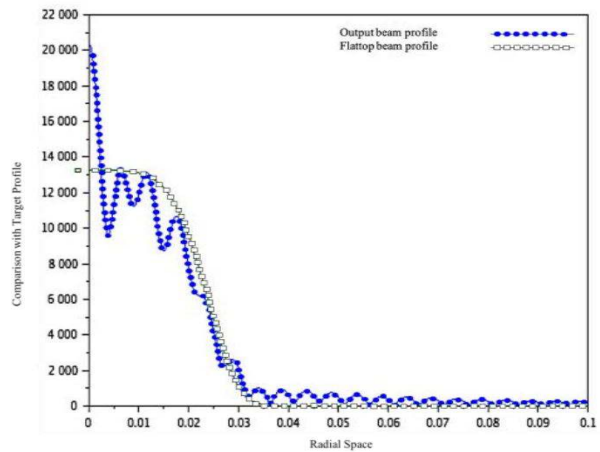 22 000
20 000
18 000
16 000
14 000
12 000
10 000
8 000
6 000
4 000
2 000
0
Comparison with Target Profile
Output beam profile
Flattop beam profile
0 0.01 0.02 0.03 0.04 0.05 0.06 0.07 0.08 0.09 0.1
Radial Space